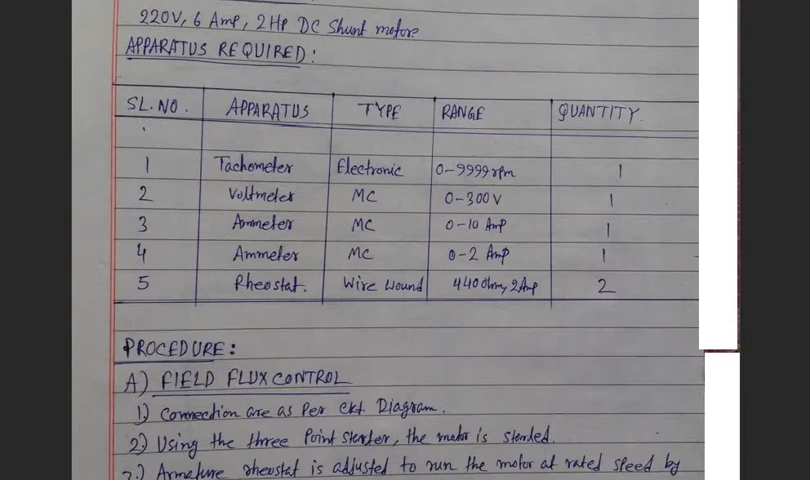 220V, 6 Amp, 2Hp DC Shunt motor.
APPARATUS REQUIRED:
SL.NO. APPARATUS TYPE RANGE QUANTITY.
1 Tachometer Electronic 0-9999rpm 1
2 Voltmeter MC 0-300V 1
3 Ammeter MC 0-10 Amp 1
4 Ammeter MC 0-2 Amp 1
5 Rheostat. Wire wound 440 Ohm, 2Amp 2
PROCEDURE:
A) FIELD FLUX CONTROL
1) Connection are as Per ckt Diagram.
2) Using the three Point starter, the motor is started.
3.) Armature rheostat is adjusted to run the motor at rated speed by